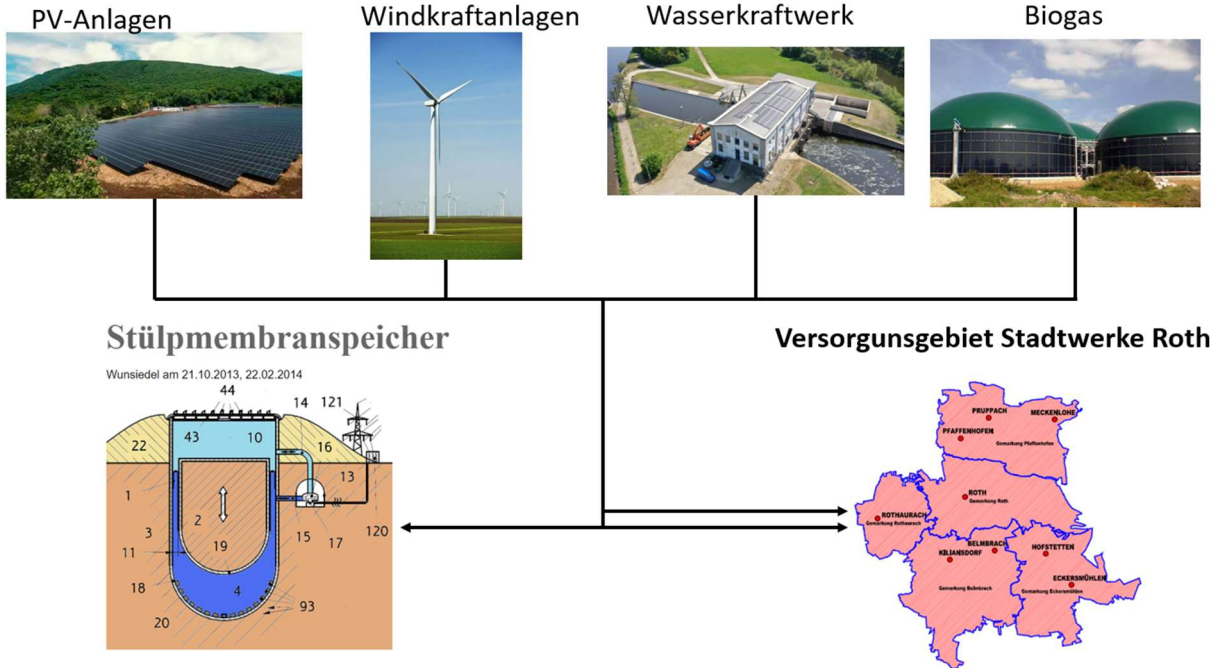 PV-Anlagen
Windkraftanlagen
Wasserkraftwerk
Biogas
Stülpmembranspeicher
Wunsiedel am 21.10.2013, 22.02.2014
44
14
121
43
10
22
16
13
1
2
3
15
17
120
11
19
18
4
93
20
Versorgunsgebiet Stadtwerke Roth
PRUPPACH
MECKENLOHE
PFAFFENHOFEN
Gemarkung Pfaffenhofen
ROTH
Gemarkung Roth
ROTHAURACH
Gemarkung Rothaurach
BELMBRACH
HOFSTETTEN
KILIANSDORF
ECKERSMÜHLEN
Gemarkung Belmbrach
Gemarkung Eckersmühlen